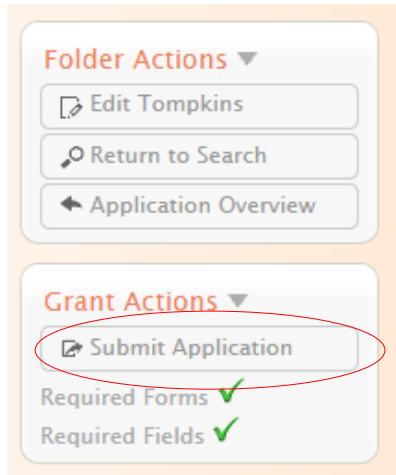 Folder Actions
Edit Tompkins
Return to Search
Application Overview
Grant Actions
Submit Application
Required Forms
Required Fields